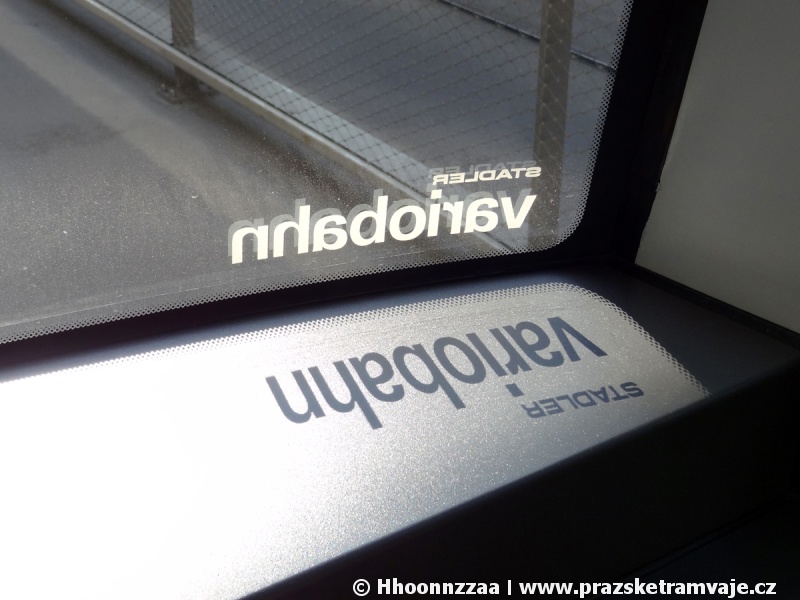 STADLER
variobahn
variobahn
STADLER
© Hhoonnzzaa | www.prazsketramvaje.cz